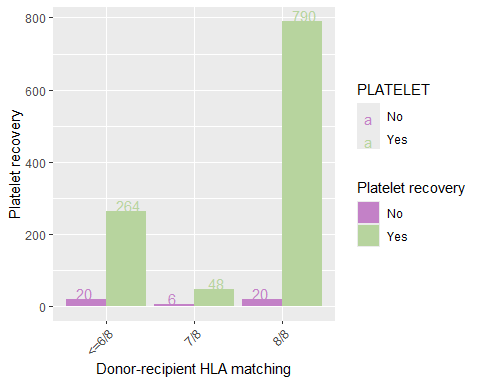 Platelet recovery
800
600
400
200
0
20
264
6
48
20
790
<=6/8
7/8
8/8
Donor-recipient HLA matching
PLATELET
a No
a Yes
Platelet recovery
No
Yes